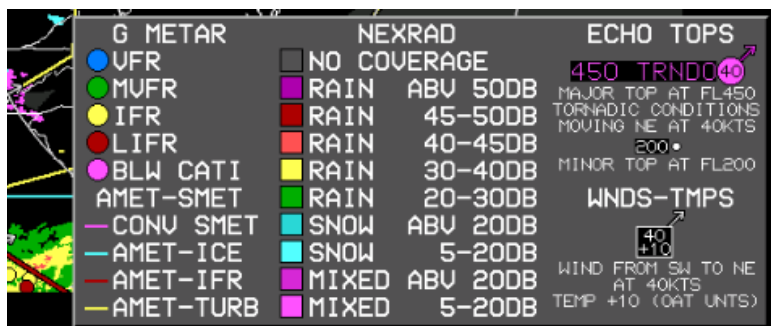 G METAR
VFR
MVFR
IFR
LIFR
BLW CATI
AMET-SMET
CONV SMET
AMET-ICE
AMET-IFR
AMET-TURB
NEXRAD
NO COVERAGE
RAIN ABV 50DB
RAIN 45-50DB
RAIN 40-45DB
RAIN 30-40DB
RAIN 20-30DB
SNOW ABV 20DB
SNOW 5-20DB
MIXED ABV 20DB
MIXED 5-20DB
ECHO TOPS
450 TRNDO 40
MAJOR TOP AT FL450
TORNADIC CONDITIONS
MOVING NE AT 40KTS
200
MINOR TOP AT FL200
WNDS-TMPS
40
+10
WIND FROM SW TO NE
AT 40KTS
TEMP +10 (OAT UNTS)